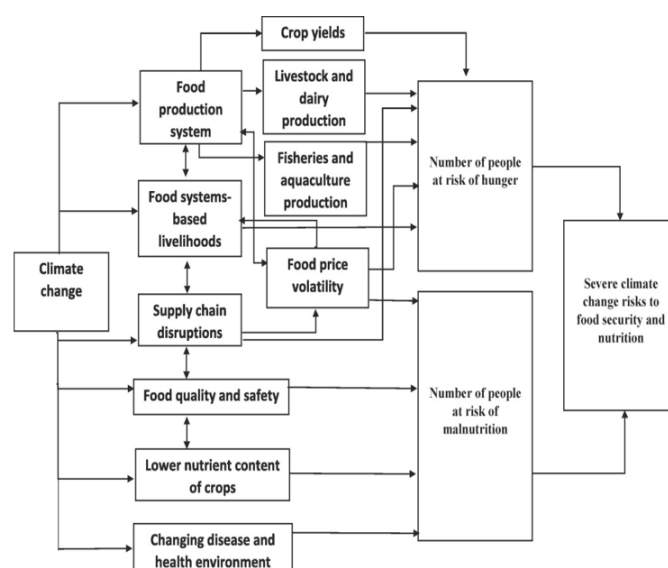 Crop yields
Food
production
system
Livestock and
dairy
production
Fisheries and
aquaculture
production
Number of people
at risk of hunger
Food systems-
based
livelihoods
Climate
change
Food price
volatility
Severe climate
change risks to
food security and
nutrition
Supply chain
disruptions
Food quality and safety
Number of people
at risk of
malnutrition
Lower nutrient content
of crops
Changing disease and
health environment